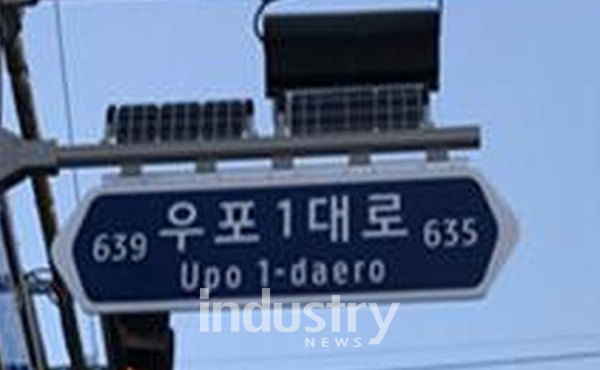 639 우포1대로 635
Upo 1-daero
industry
NEWS